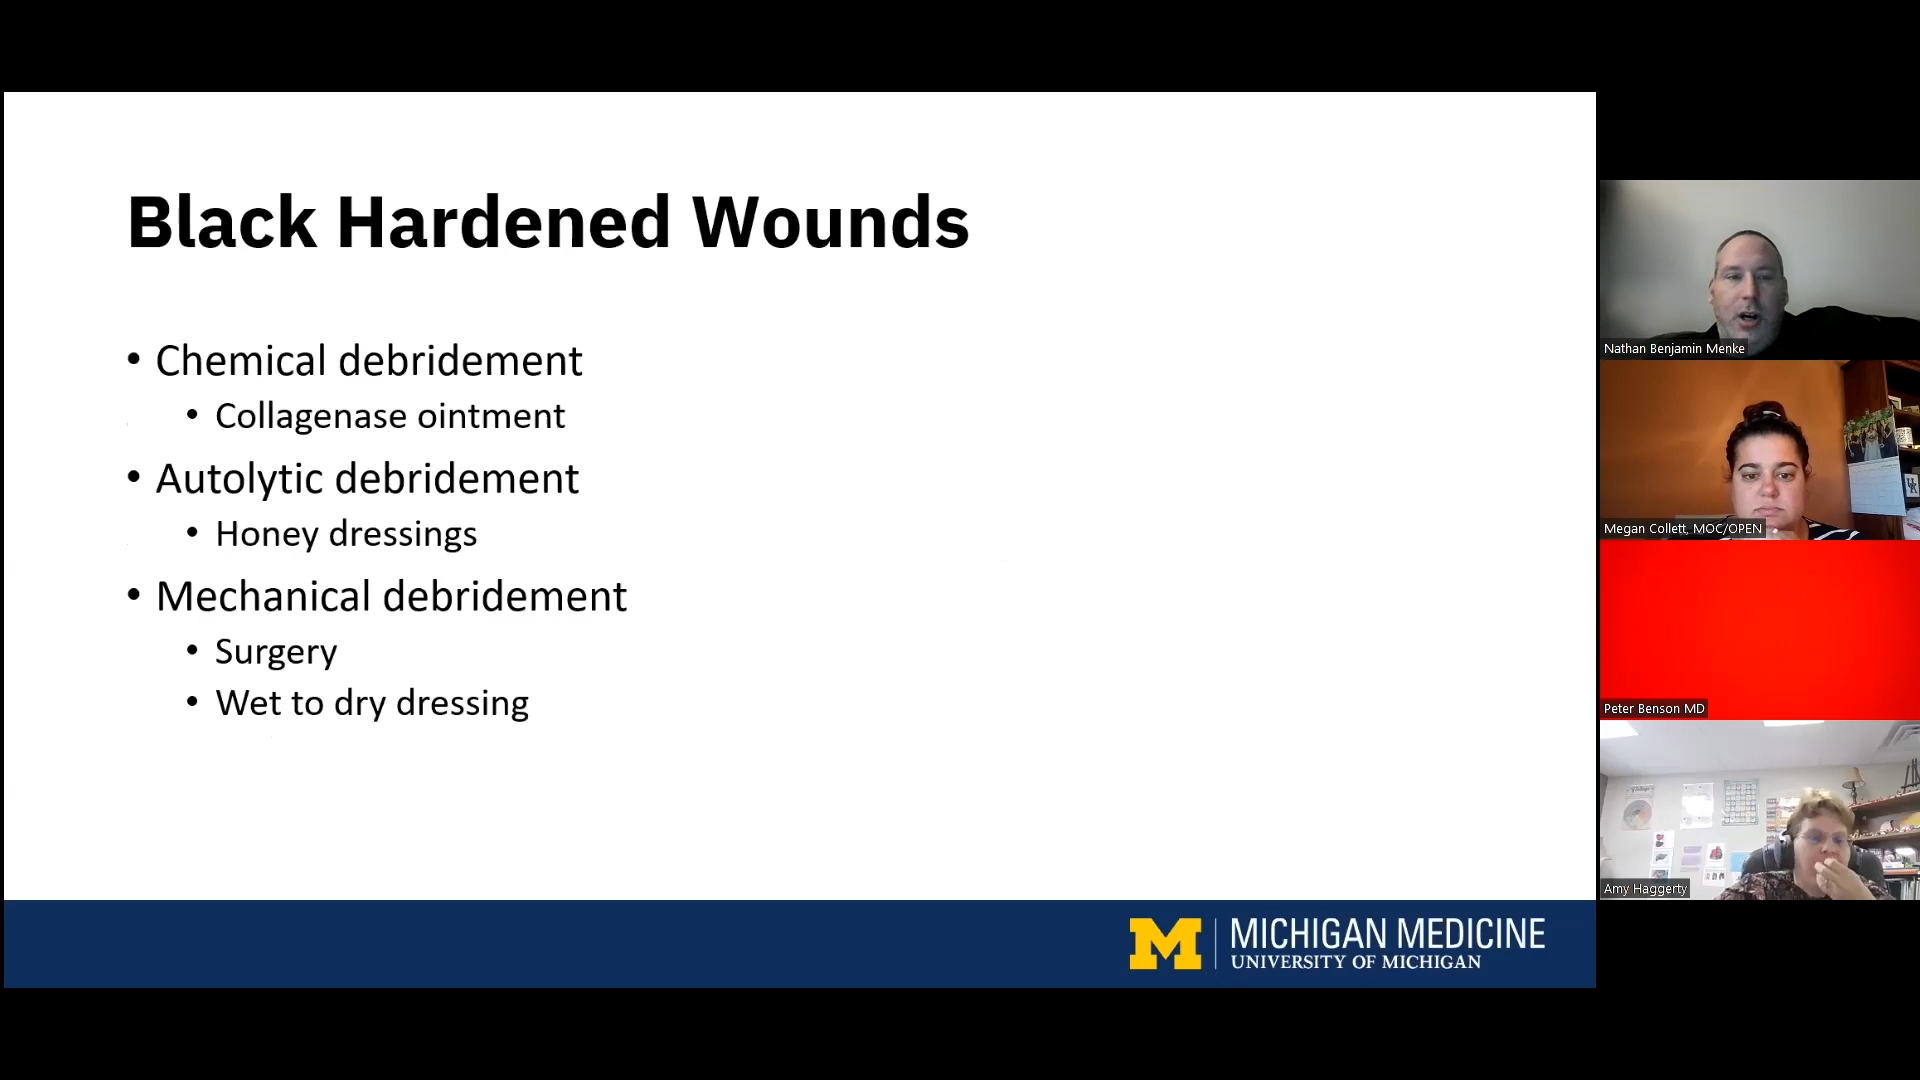 Black Hardened Wounds
• Chemical debridement
• Collagenase ointment
• Autolytic debridement
• Honey dressings
• Mechanical debridement
• Surgery
• Wet to dry dressing
M | MICHIGAN MEDICINE
UNIVERSITY OF MICHIGAN
Nathan Benjamin Menke
Megan Collett, MOC/OPEN
Peter Benson MD
Amy Haggerty